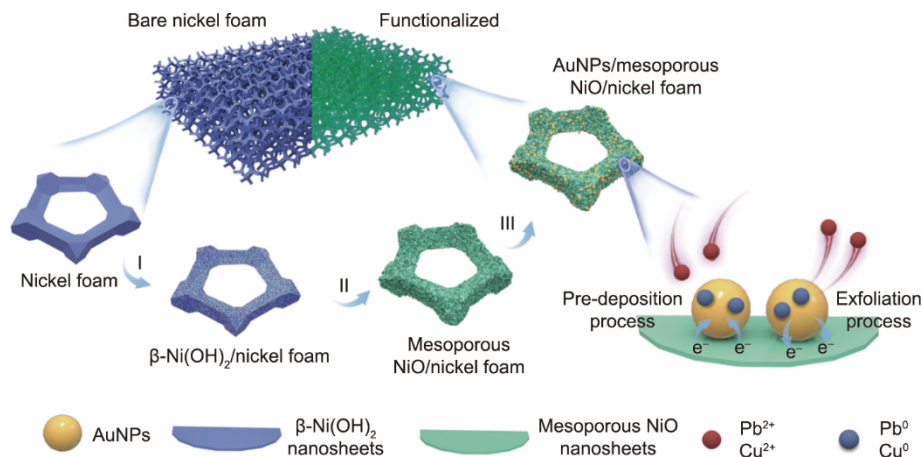 Bare nickel foam
Functionalized
AuNPs/mesoporous
NiO/nickel foam
III
I
Nickel foam
II
β-Ni(OH)₂/nickel foam
Mesoporous
NiO/nickel foam
Pre-deposition
process
Exfoliation
process
e⁻
e⁻
e⁻
e⁻
AuNPs
β-Ni(OH)₂
nanosheets
Mesoporous NiO
nanosheets
Pb²⁺
Cu²⁺
Pb⁰
Cu⁰